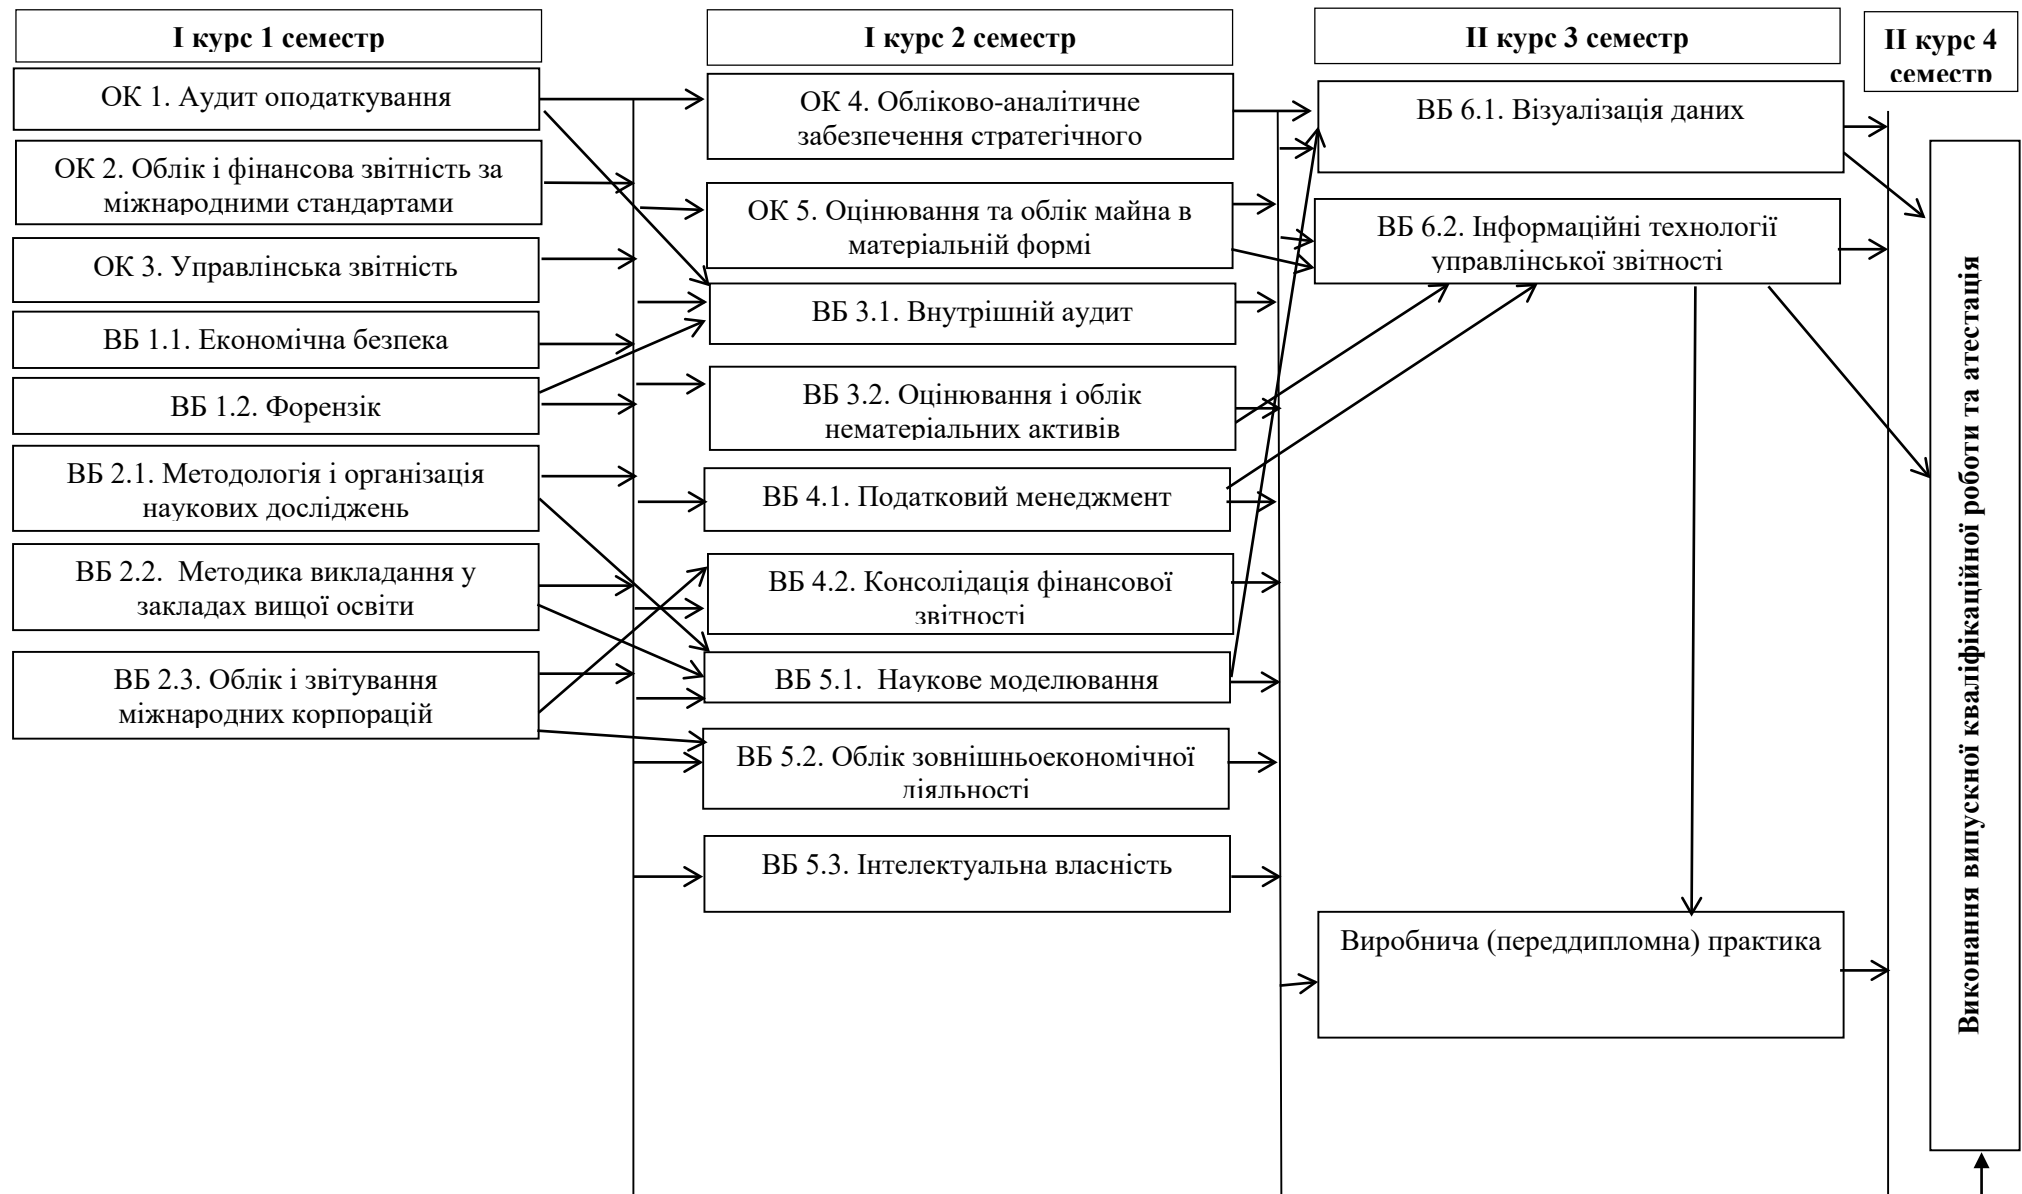 I курс 1 семестр
ОК 1. Аудит оподаткування
ОК 2. Облік і фінансова звітність за
міжнародними стандартами
ОК 3. Управлінська звітність
ВБ 1.1. Економічна безпека
ВБ 1.2. Форензік
ВБ 2.1. Методологія і організація
наукових досліджень
ВБ 2.2. Методика викладання у
закладах вищої освіти
ВБ 2.3. Облік і звітування
міжнародних корпорацій
I курс 2 семестр
ОК 4. Обліково-аналітичне
забезпечення стратегічного
ОК 5. Оцінювання та облік майна в
матеріальній формі
ВБ 3.1. Внутрішній аудит
ВБ 3.2. Оцінювання і облік
нематеріальних активів
ВБ 4.1. Податковий менеджмент
ВБ 4.2. Консолідація фінансової
звітності
ВБ 5.1. Наукове моделювання
ВБ 5.2. Облік зовнішньоекономічної
діяльності
ВБ 5.3. Інтелектуальна власність
II курс 3 семестр
ВБ 6.1. Візуалізація даних
ВБ 6.2. Інформаційні технології
управлінської звітності
Виробнича (переддипломна) практика
II курс 4
семестр
Виконання випускної кваліфікаційної роботи та атестація